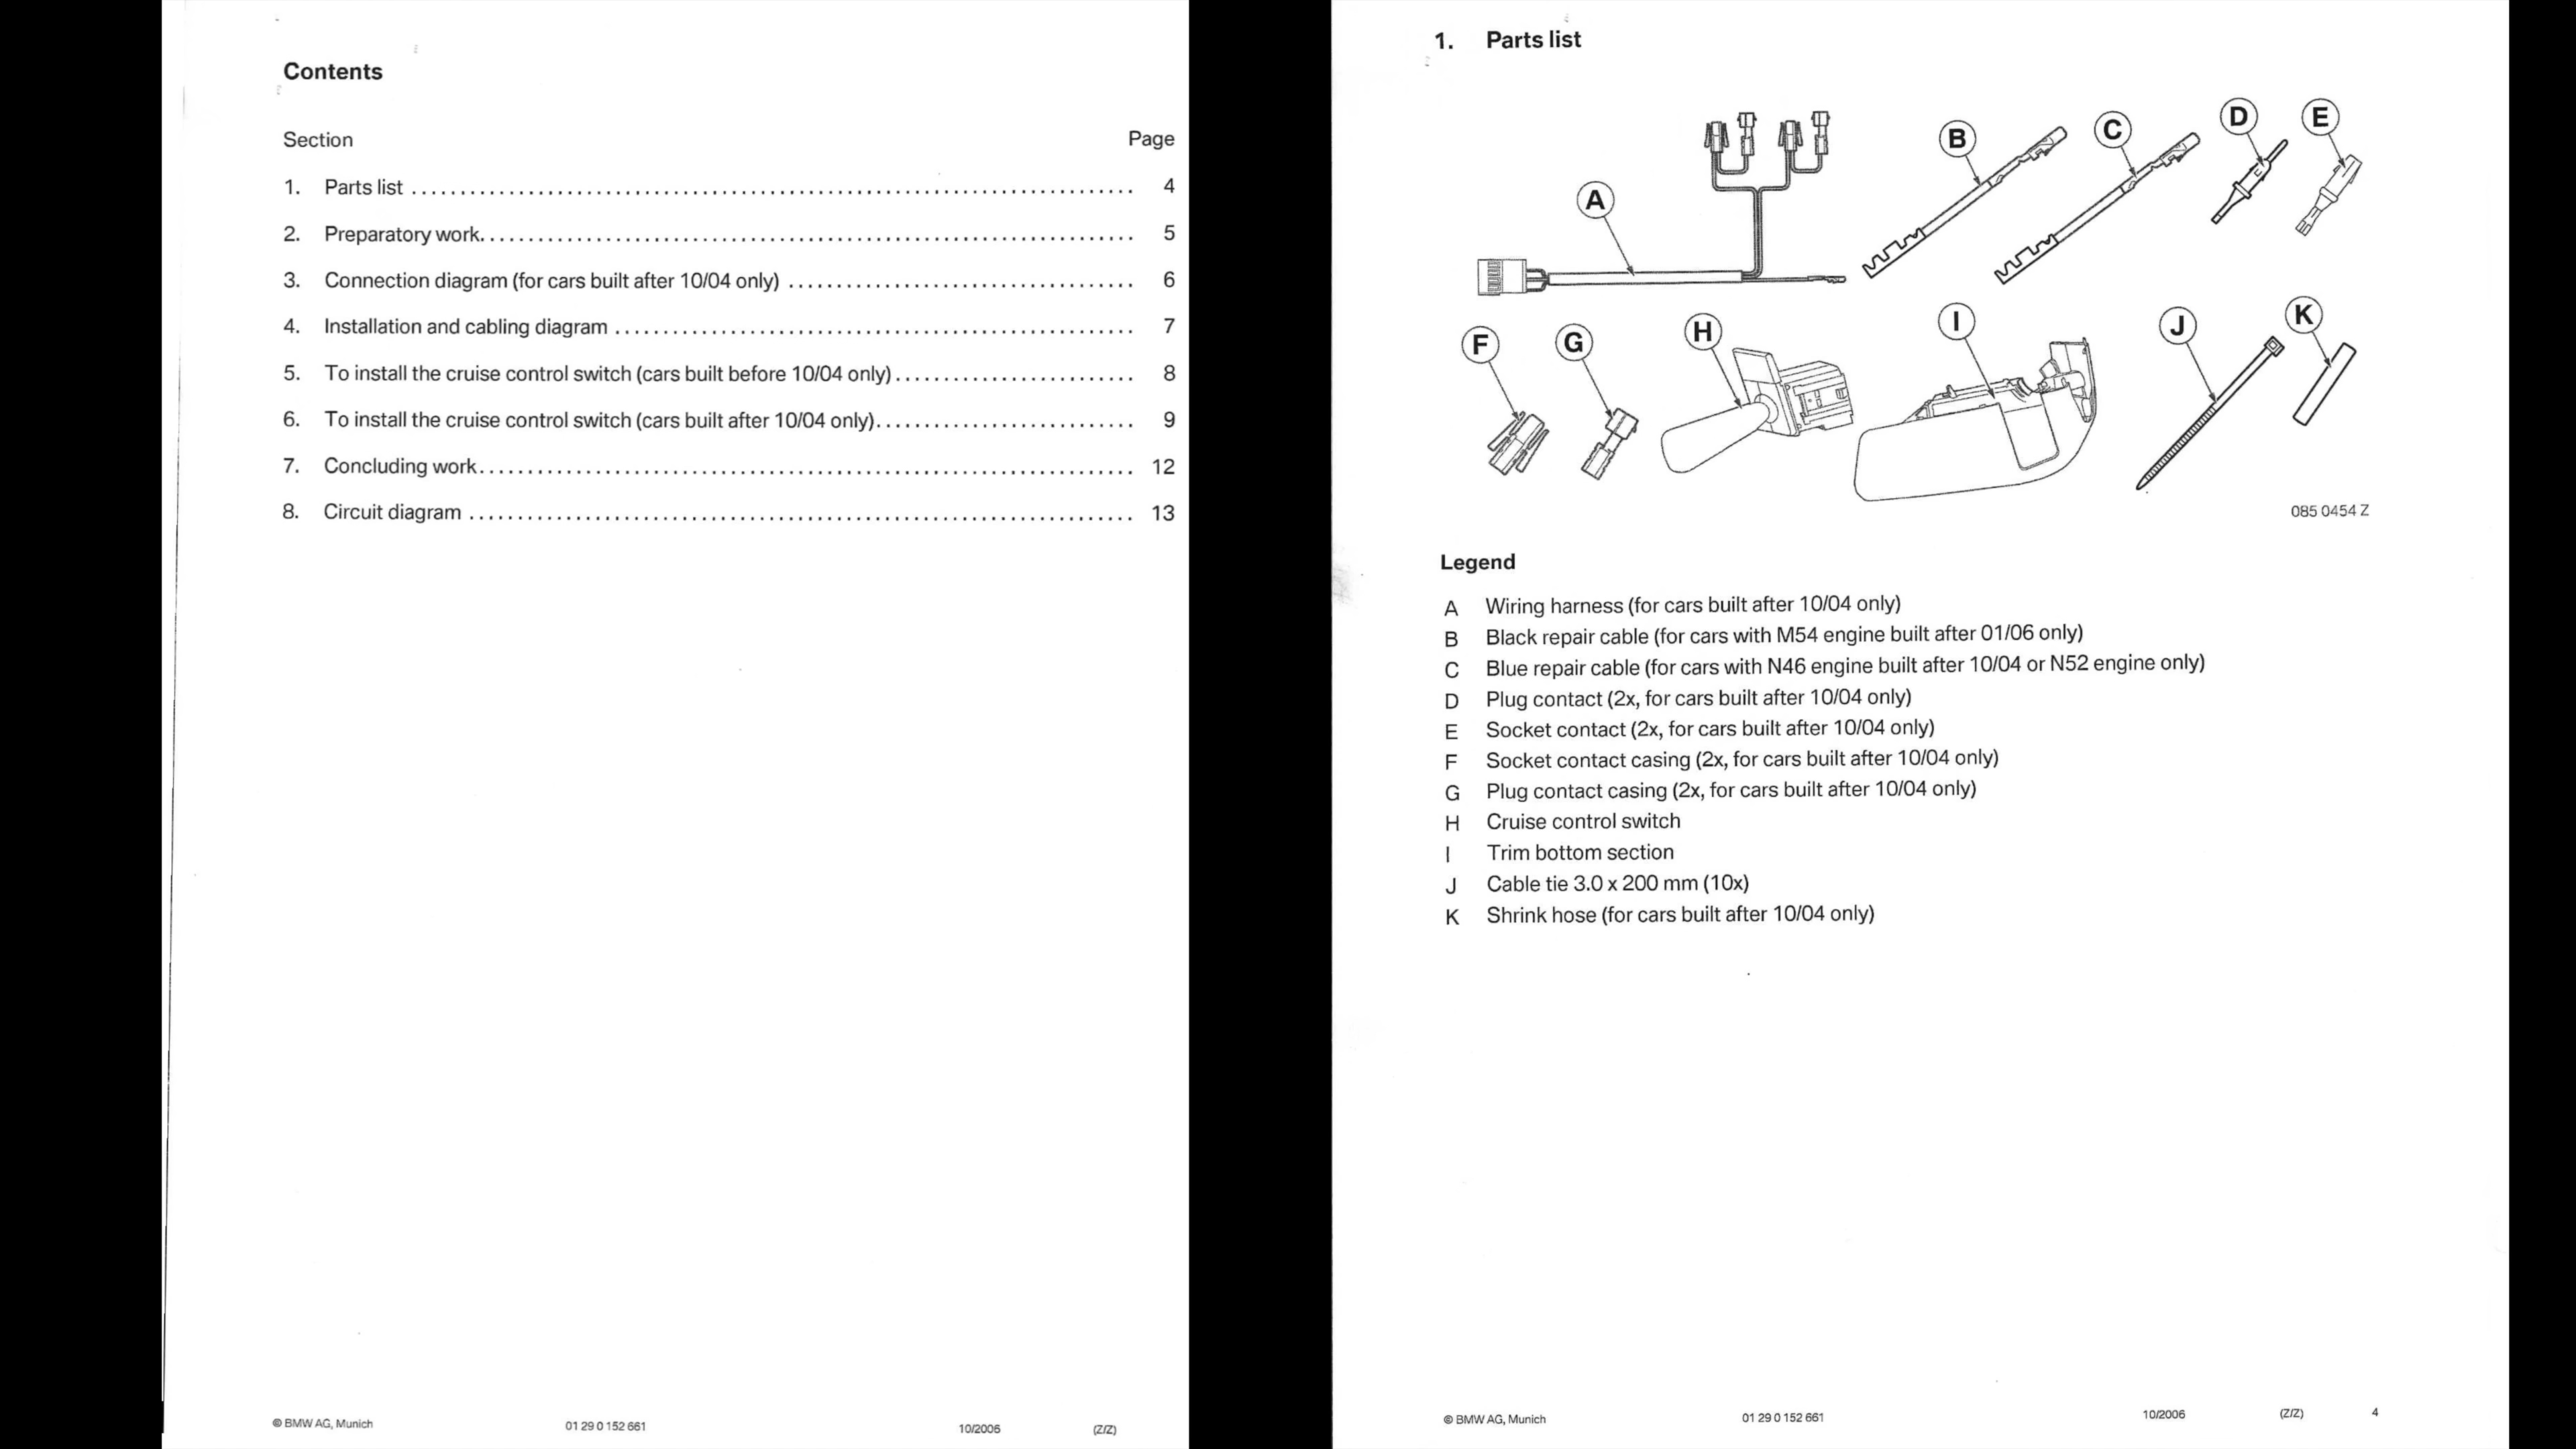 Contents
Section Page
1. Parts list 4
2. Preparatory work 5
3. Connection diagram (for cars built after 10/04 only) 6
4. Installation and cabling diagram 7
5. To install the cruise control switch (cars built before 10/04 only) 8
6. To install the cruise control switch (cars built after 10/04 only) 9
7. Concluding work 12
8. Circuit diagram 13
© BMW AG, Munich 01 29 0 152 661 10/2006 (Z/Z)
1. Parts list
A
B
C
D
E
F
G
H
I
J
K
085 0454 Z
Legend
A Wiring harness (for cars built after 10/04 only)
B Black repair cable (for cars with M54 engine built after 01/06 only)
C Blue repair cable (for cars with N46 engine built after 10/04 or N52 engine only)
D Plug contact (2x, for cars built after 10/04 only)
E Socket contact (2x, for cars built after 10/04 only)
F Socket contact casing (2x, for cars built after 10/04 only)
G Plug contact casing (2x, for cars built after 10/04 only)
H Cruise control switch
I Trim bottom section
J Cable tie 3.0 x 200 mm (10x)
K Shrink hose (for cars built after 10/04 only)
© BMW AG, Munich 01 29 0 152 661 10/2006 (Z/Z) 4